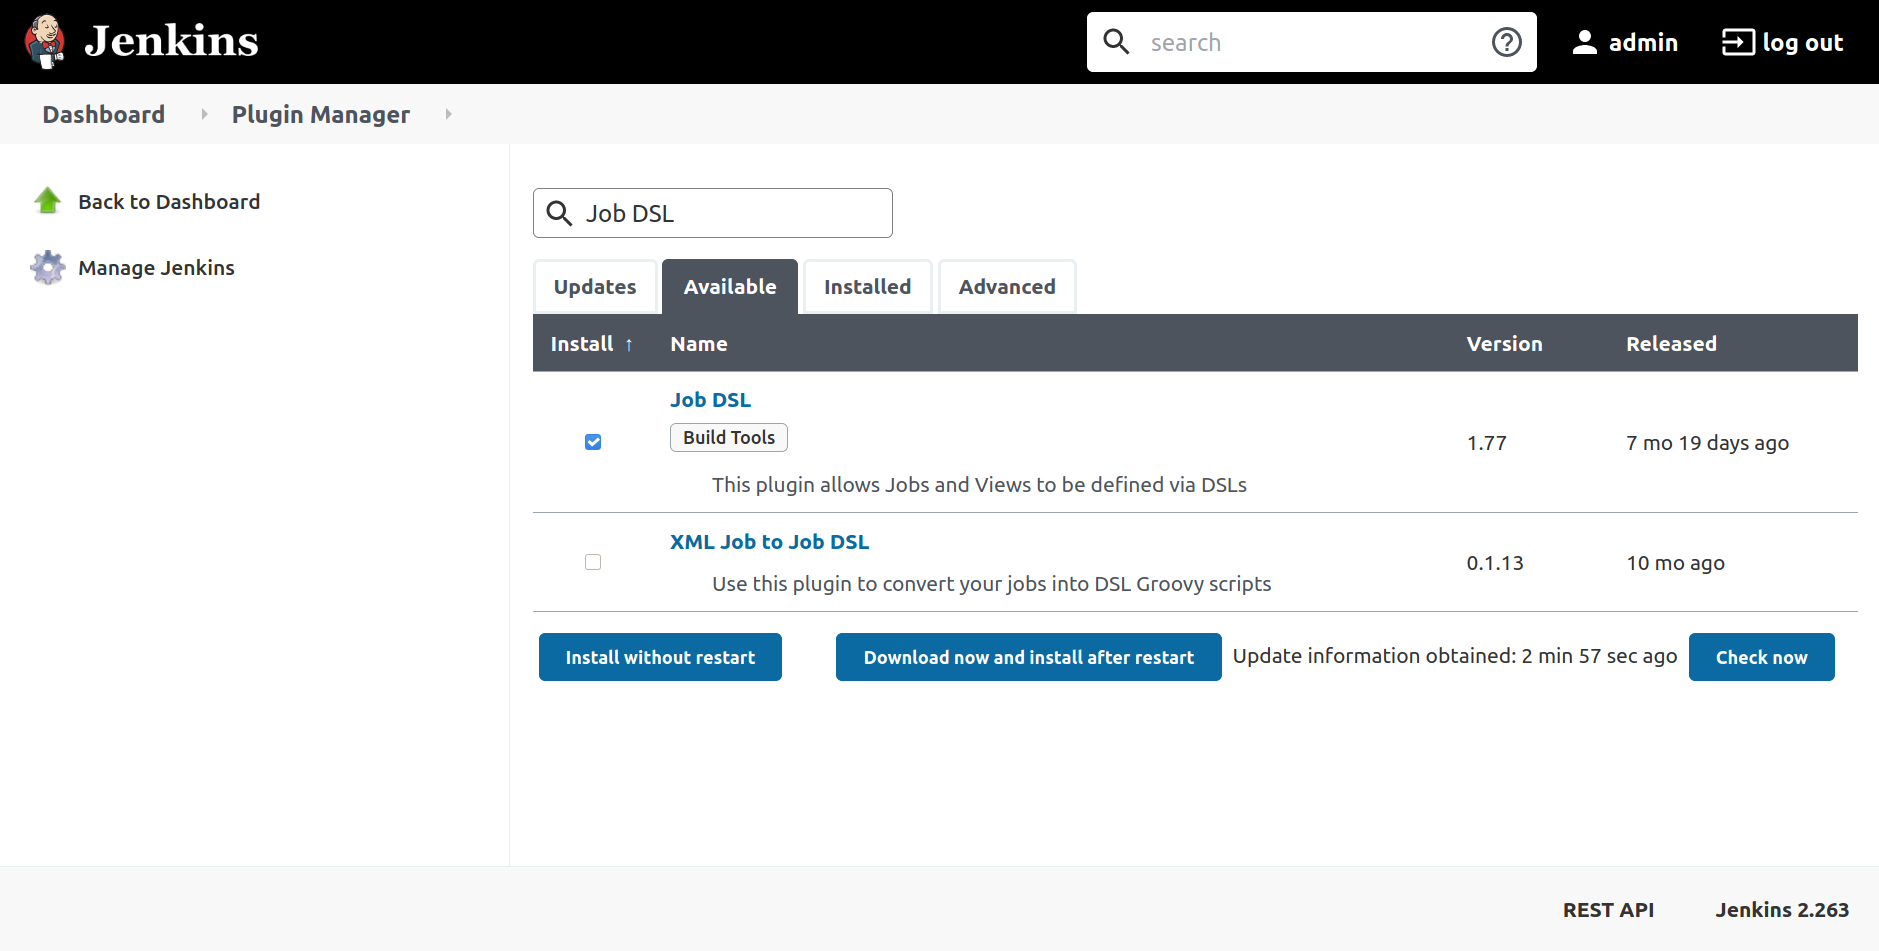 Jenkins
search
admin
log out
Dashboard
Plugin Manager
Back to Dashboard
Manage Jenkins
Job DSL
Updates
Available
Installed
Advanced
Install ↑ Name Version Released
Job DSL
Build Tools
1.77 7 mo 19 days ago
This plugin allows Jobs and Views to be defined via DSLs
XML Job to Job DSL
0.1.13 10 mo ago
Use this plugin to convert your jobs into DSL Groovy scripts
Install without restart
Download now and install after restart
Update information obtained: 2 min 57 sec ago
Check now
REST API
Jenkins 2.263